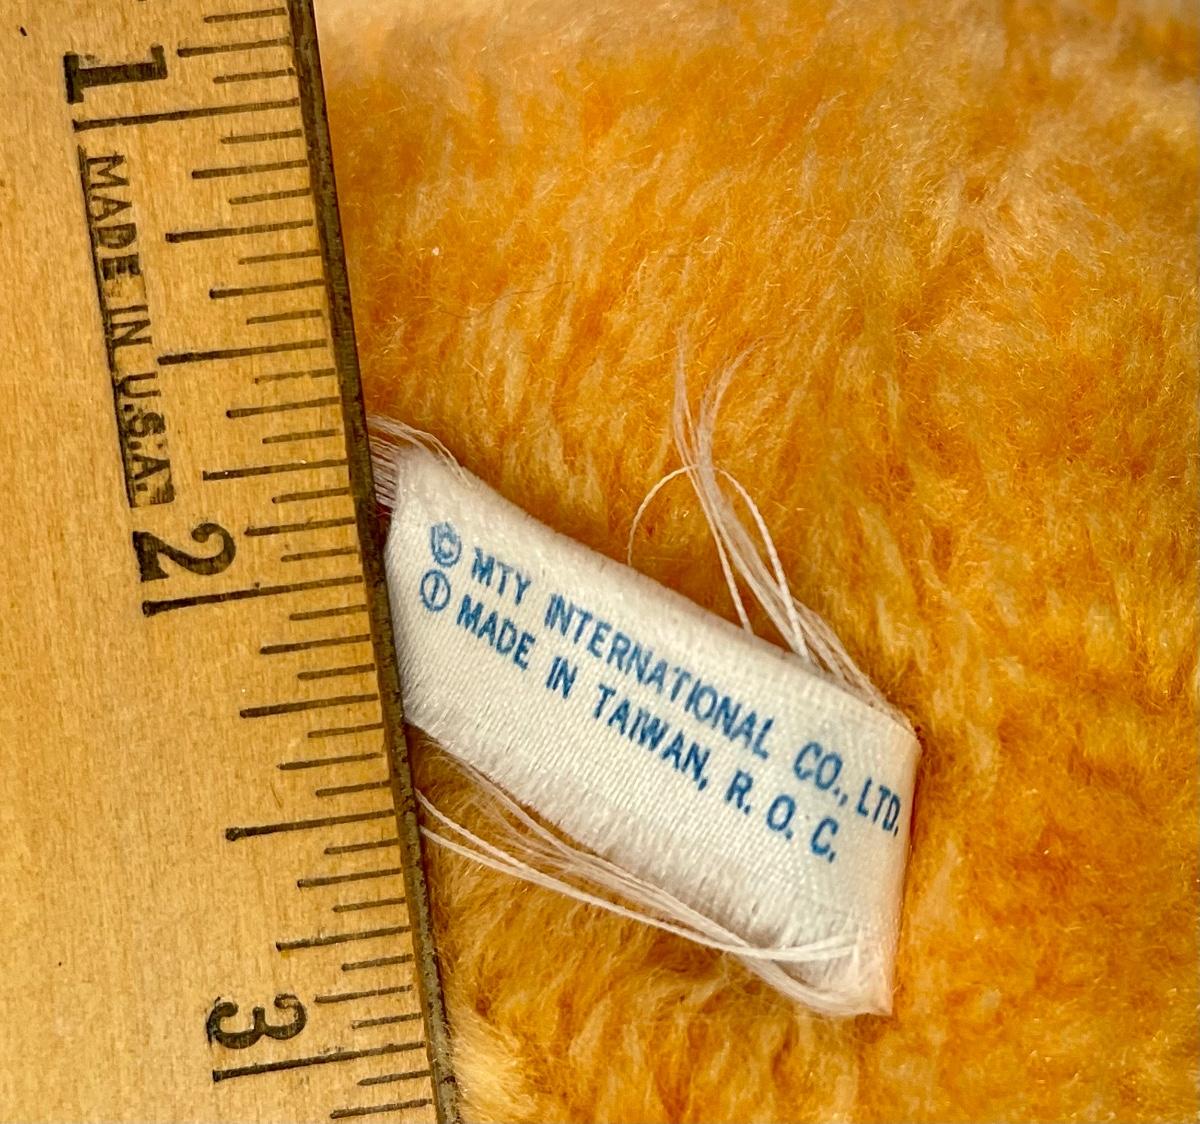 1
MADE IN U.S.A.
2
3
© MTY INTERNATIONAL CO., LTD.
Ⓘ MADE IN TAIWAN, R. O. C.